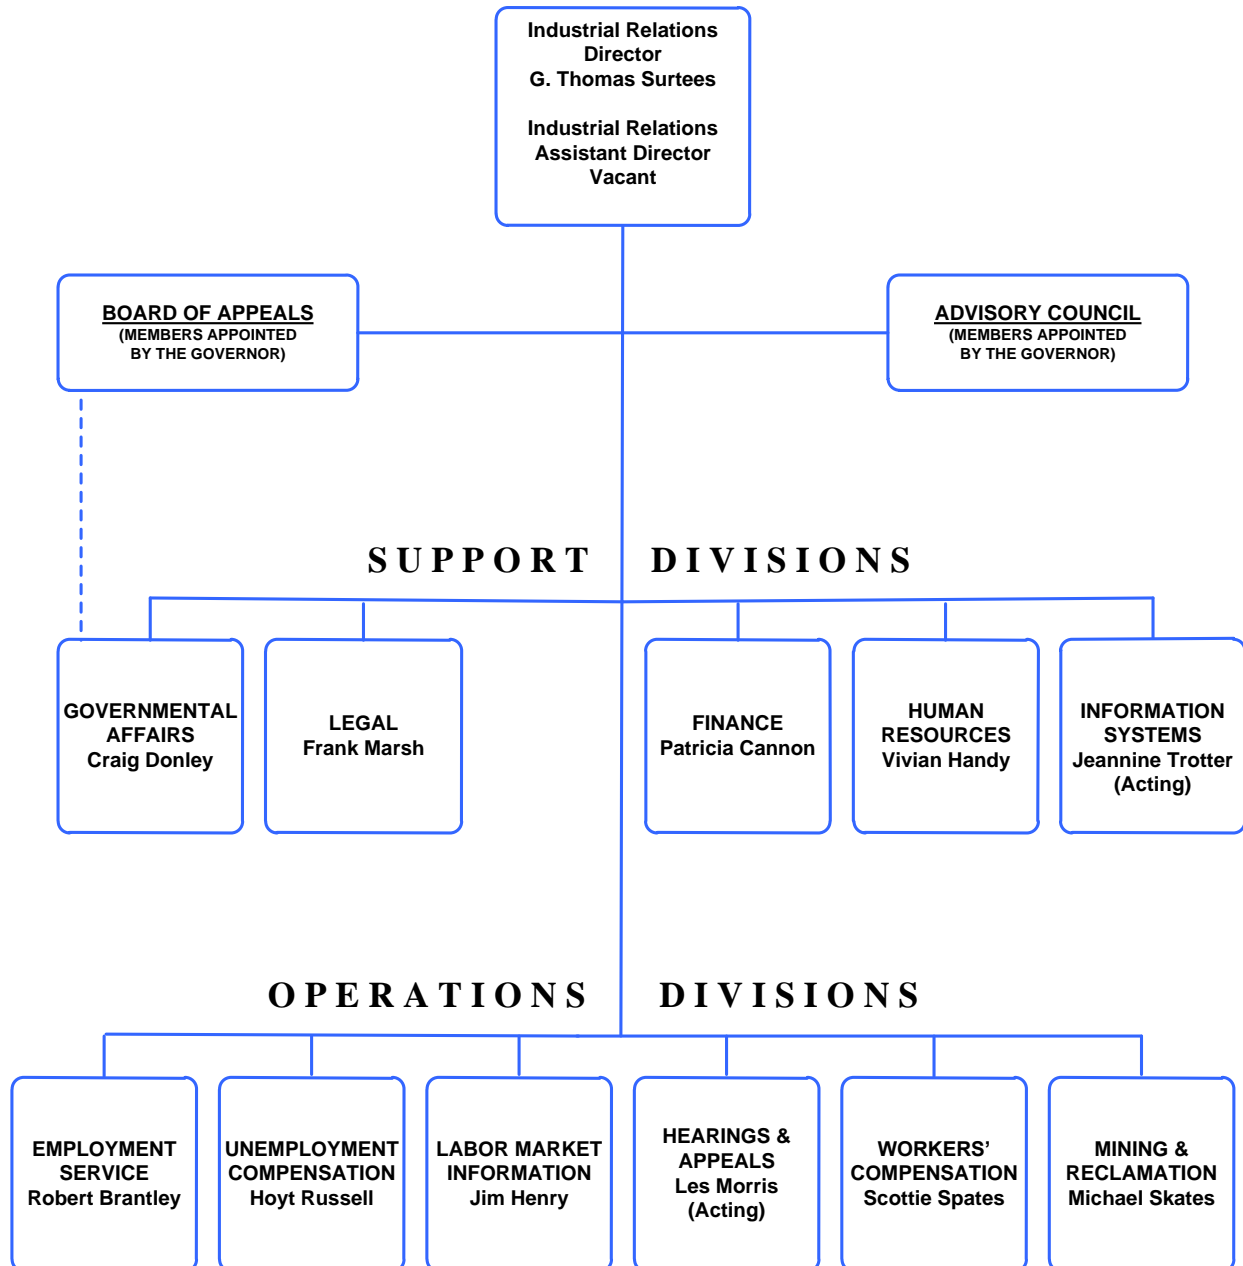 Industrial Relations
Director
G. Thomas Surtees
Industrial Relations
Assistant Director
Vacant
BOARD OF APPEALS
(MEMBERS APPOINTED
BY THE GOVERNOR)
ADVISORY COUNCIL
(MEMBERS APPOINTED
BY THE GOVERNOR)
SUPPORT DIVISIONS
GOVERNMENTAL
AFFAIRS
Craig Donley
LEGAL
Frank Marsh
FINANCE
Patricia Cannon
HUMAN
RESOURCES
Vivian Handy
INFORMATION
SYSTEMS
Jeannine Trotter
(Acting)
OPERATIONS DIVISIONS
EMPLOYMENT
SERVICE
Robert Brantley
UNEMPLOYMENT
COMPENSATION
Hoyt Russell
LABOR MARKET
INFORMATION
Jim Henry
HEARINGS &
APPEALS
Les Morris
(Acting)
WORKERS’
COMPENSATION
Scottie Spates
MINING &
RECLAMATION
Michael Skates